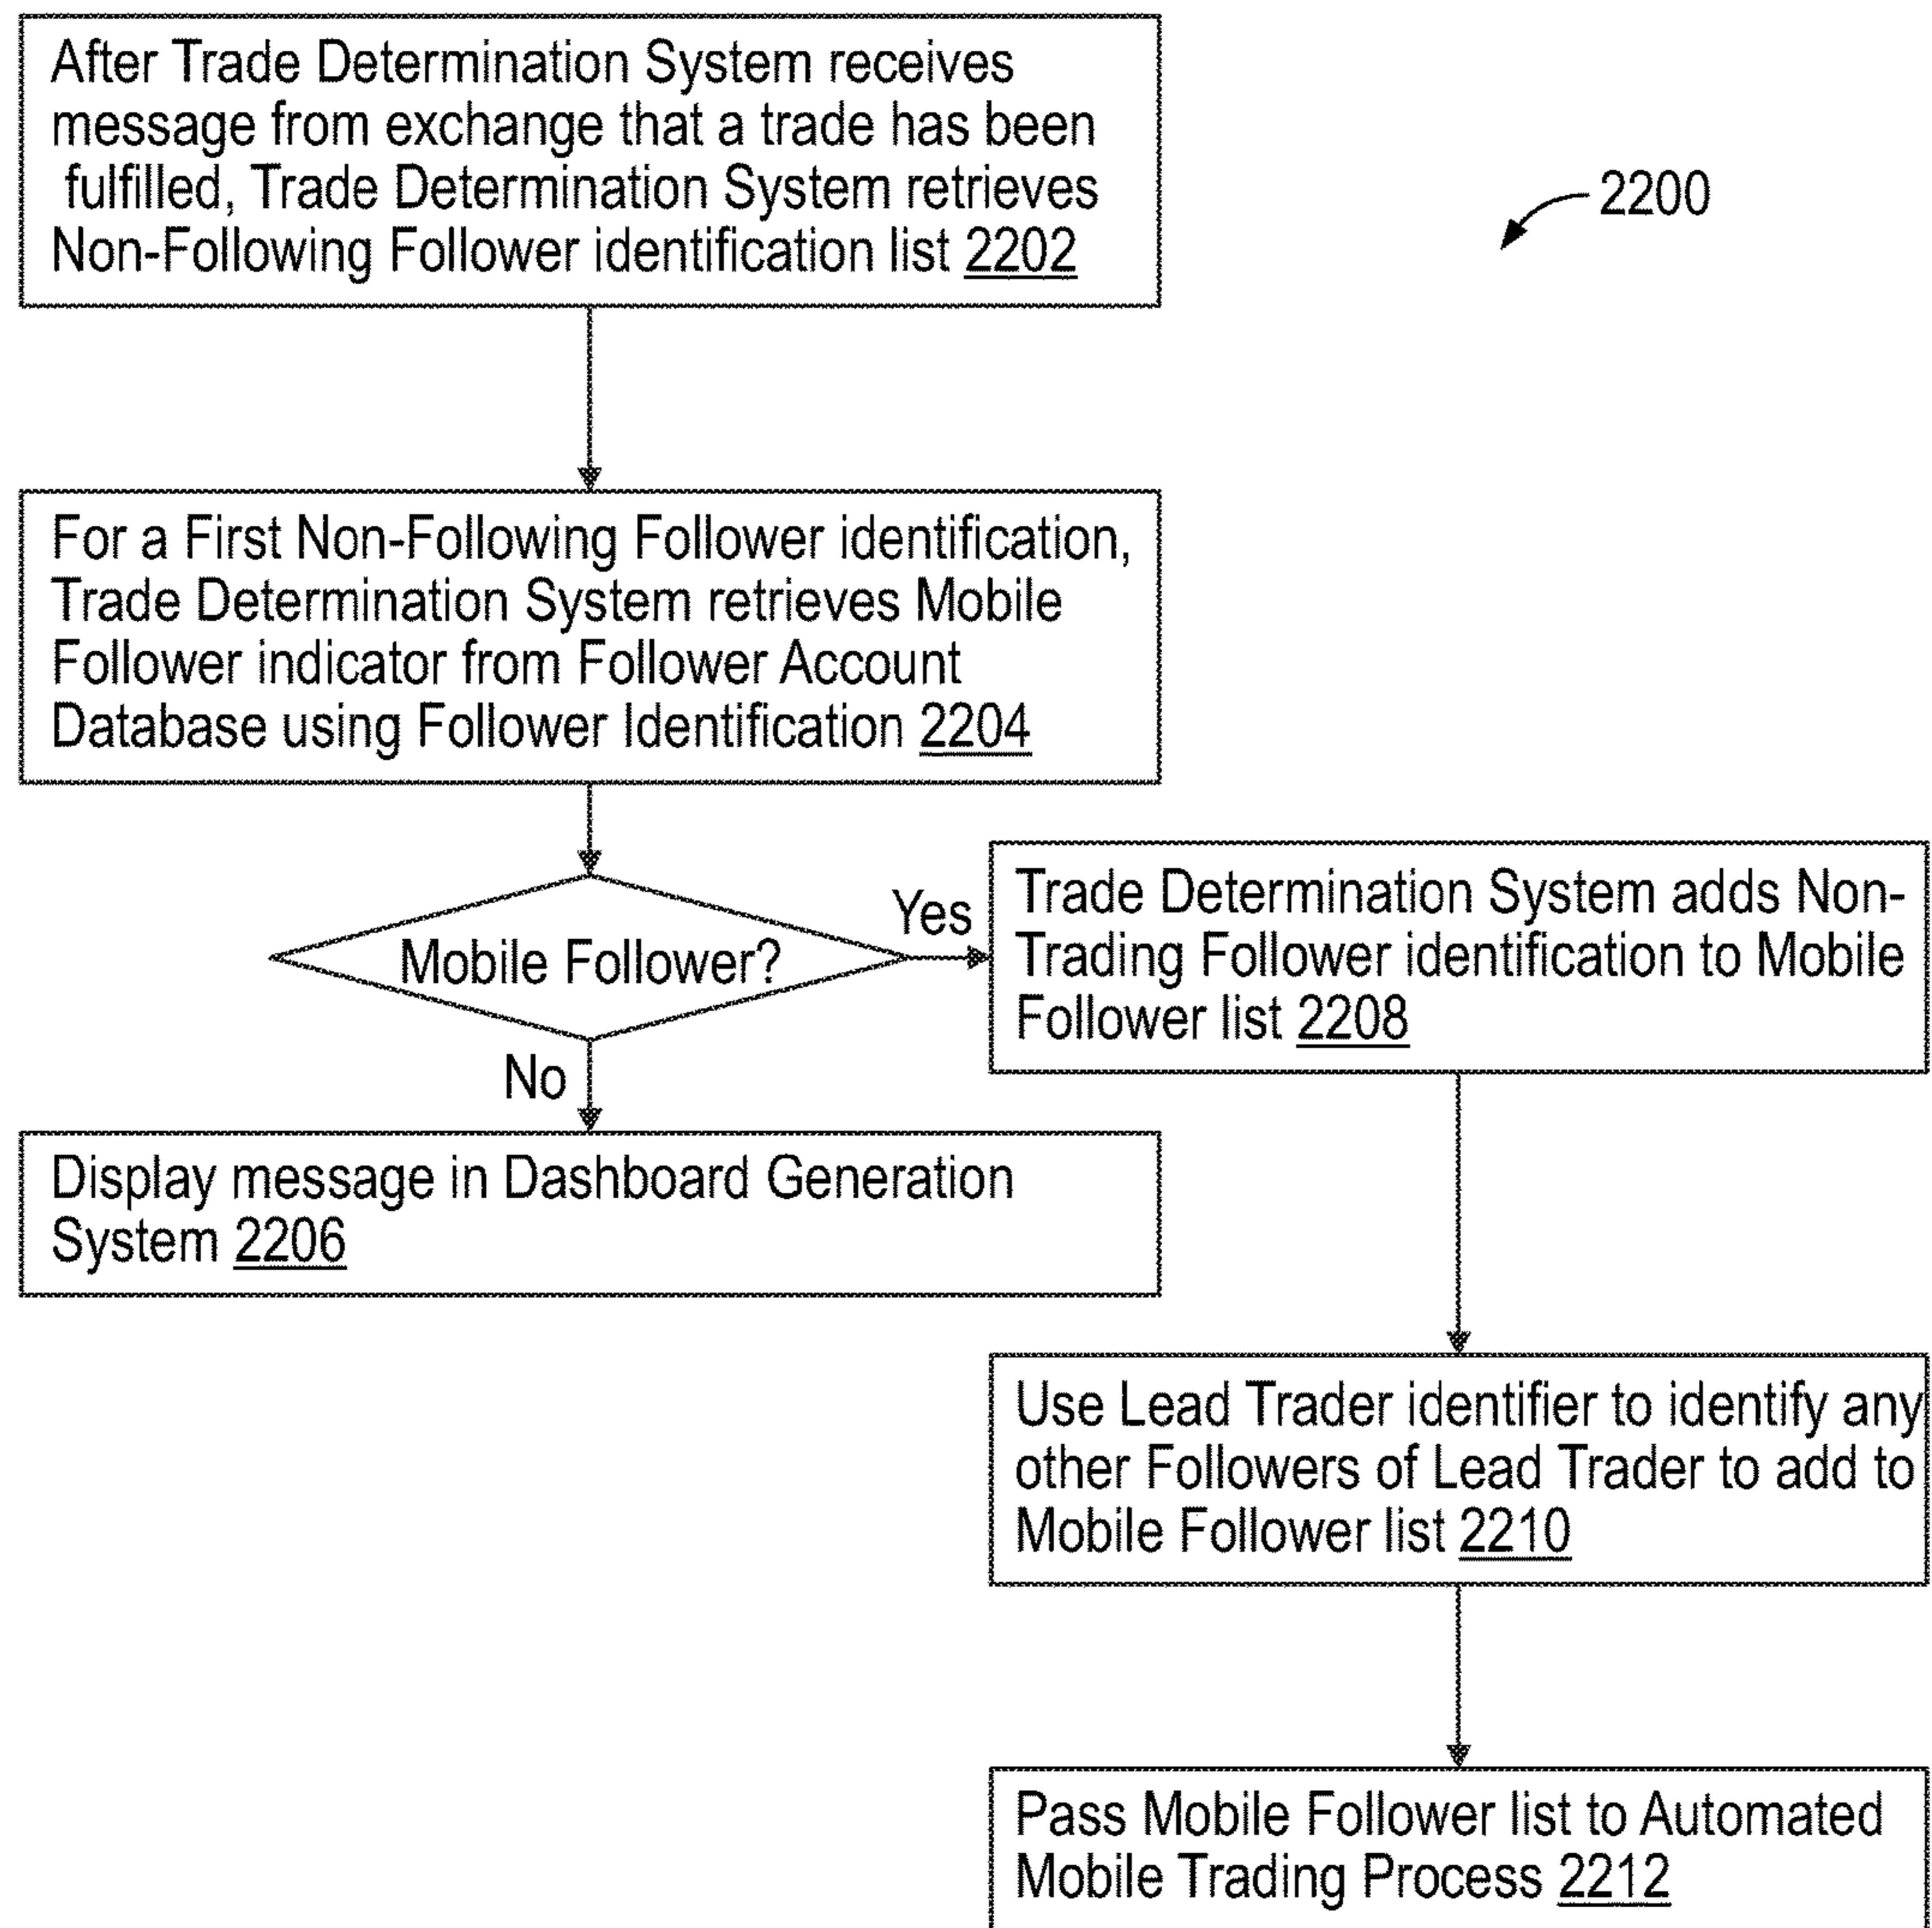 After Trade Determination System receives
message from exchange that a trade has been
fulfilled, Trade Determination System retrieves
Non-Following Follower identification list 2202
2200
For a First Non-Following Follower identification,
Trade Determination System retrieves Mobile
Follower indicator from Follower Account
Database using Follower Identification 2204
Mobile Follower?
Yes
No
Trade Determination System adds Non-
Trading Follower identification to Mobile
Follower list 2208
Display message in Dashboard Generation
System 2206
Use Lead Trader identifier to identify any
other Followers of Lead Trader to add to
Mobile Follower list 2210
Pass Mobile Follower list to Automated
Mobile Trading Process 2212